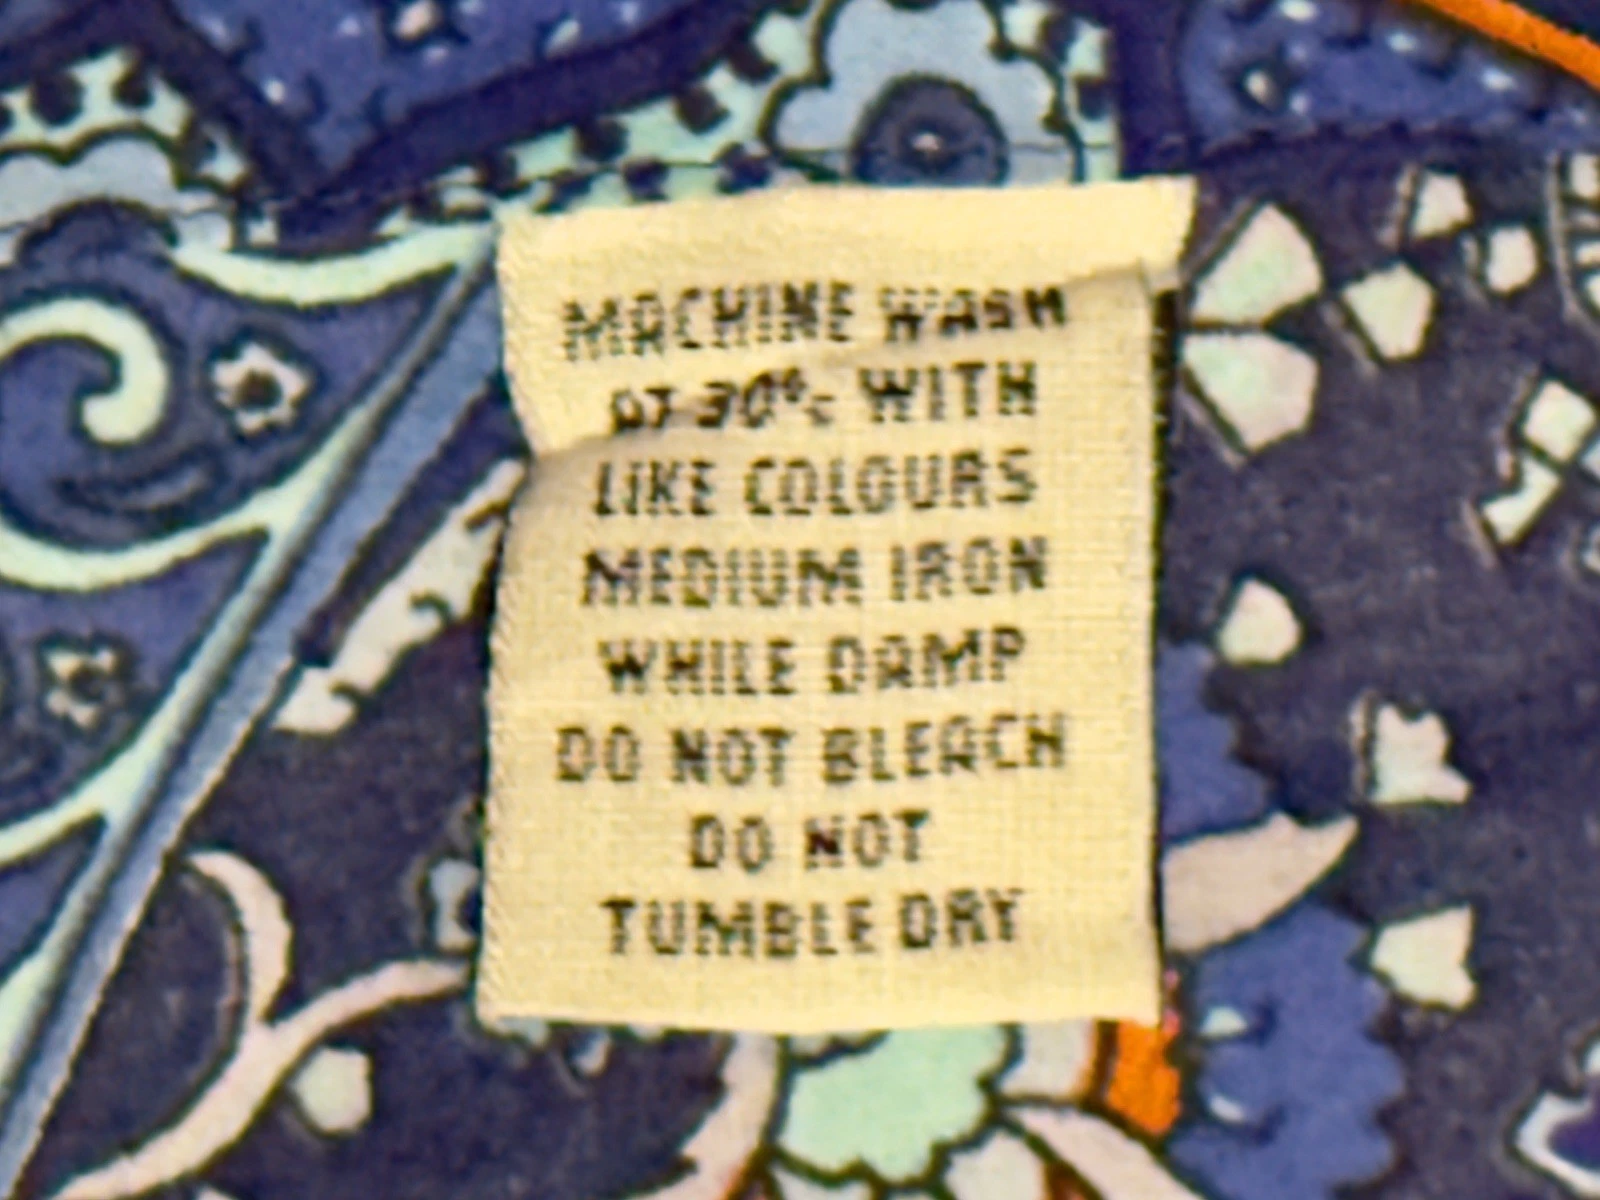 MACHINE WASH
AT 30°C WITH
LIKE COLOURS
MEDIUM IRON
WHILE DAMP
DO NOT BLEACH
DO NOT
TUMBLE DRY